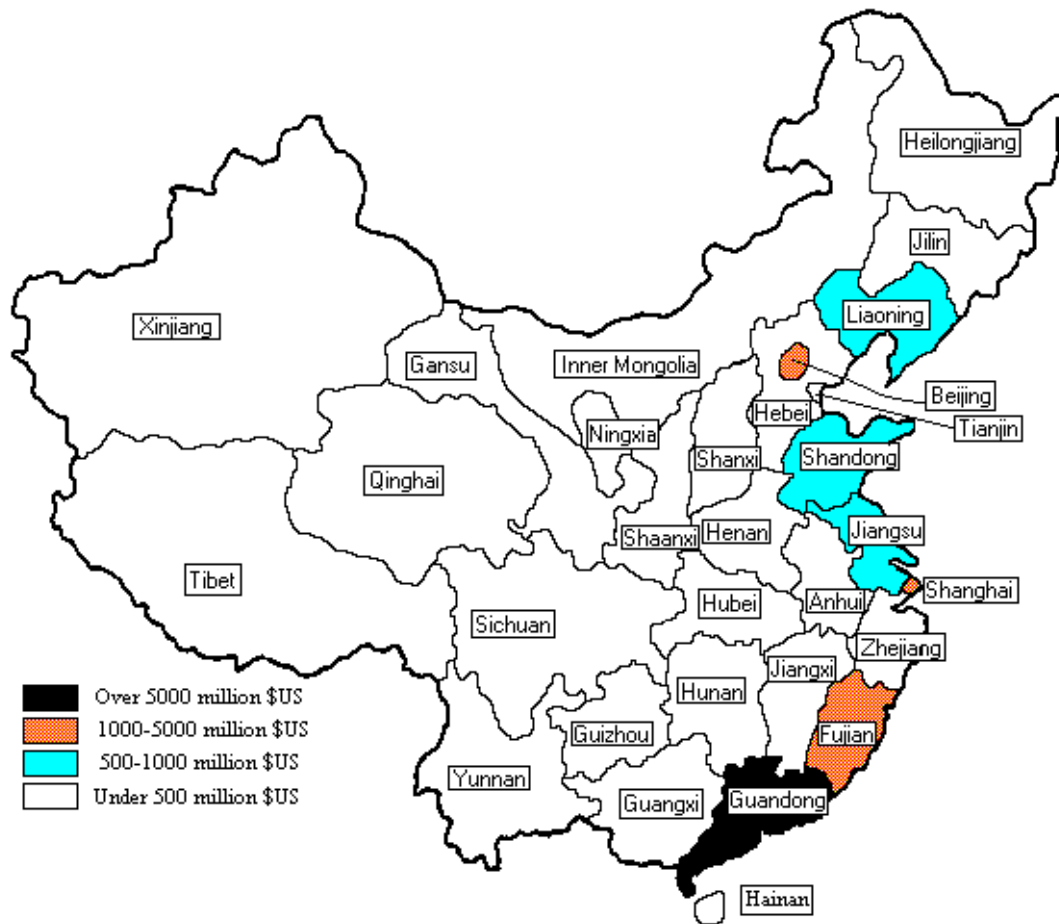 Heilongjiang
Jilin
Liaoning
Xinjiang
Gansu
Inner Mongolia
Beijing
Hebei
Tianjin
Ningxia
Shanxi
Shandong
Qinghai
Shaanxi
Henan
Jiangsu
Tibet
Shanghai
Hubei
Anhui
Sichuan
Zhejiang
Jiangxi
Hunan
Guizhou
Fujian
Yunnan
Guangxi
Guandong
Hainan
Over 5000 million $US
1000-5000 million $US
500-1000 million $US
Under 500 million $US